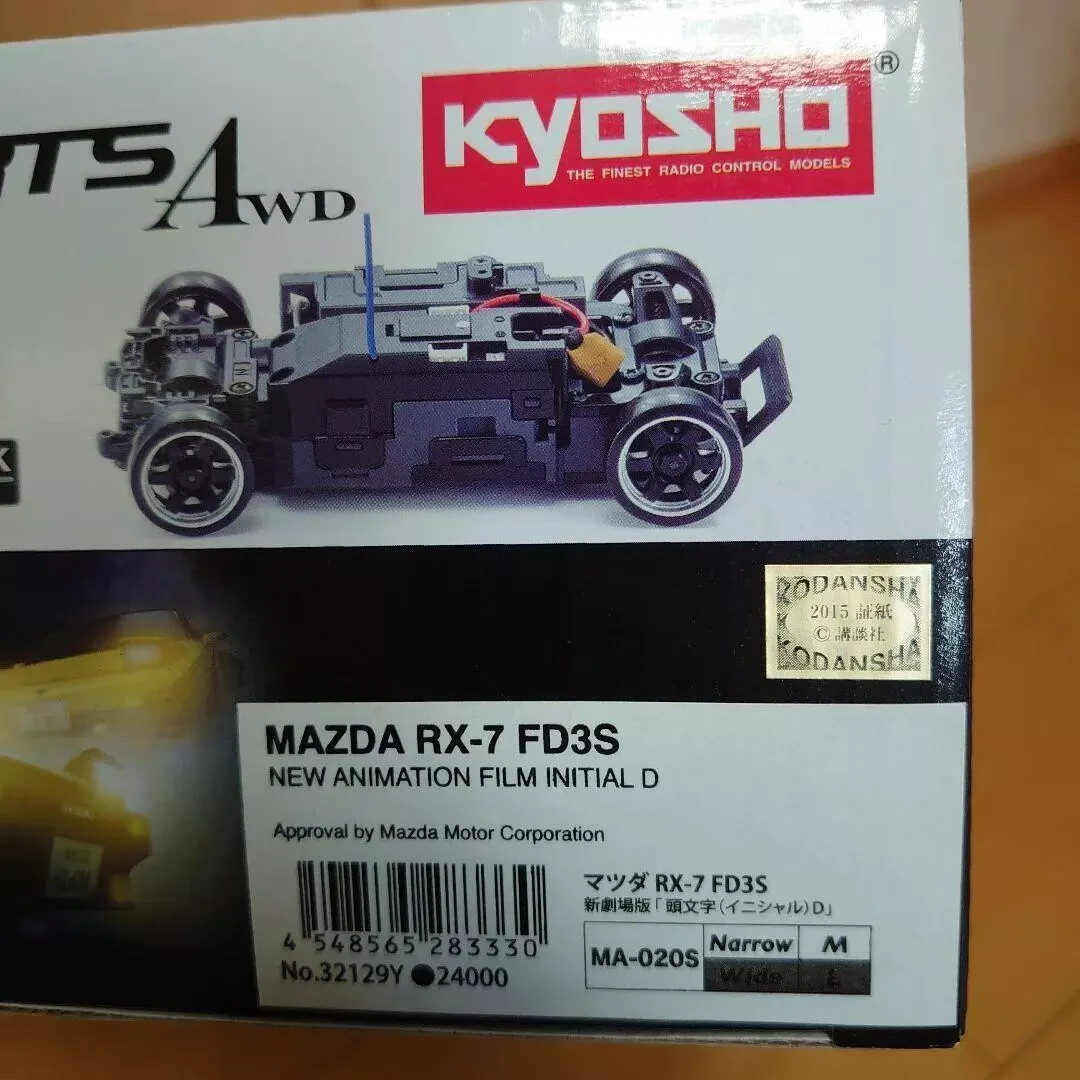 RTS AWD
KYOSHO ®
THE FINEST RADIO CONTROL MODELS
KODANSHA
2015 証紙
©講談社
KODANSHA
MAZDA RX-7 FD3S
NEW ANIMATION FILM INITIAL D
Approval by Mazda Motor Corporation
4 548565 283330
No.32129Y ●24000
マツダ RX-7 FD3S
新劇場版「頭文字(イニシャル)D」
MA-020S Narrow M
Wide L